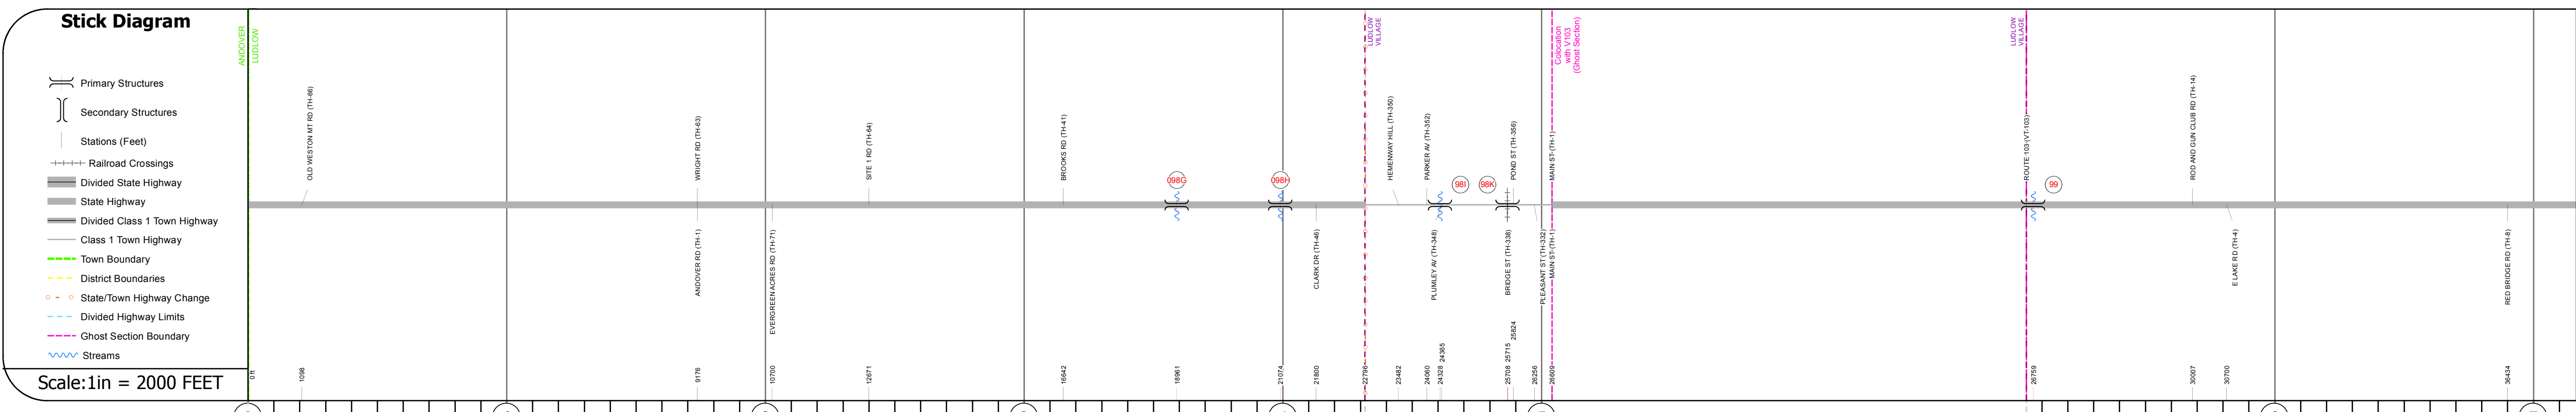 Stick Diagram
Primary Structures
Secondary Structures
Stations (Feet)
Railroad Crossings
Divided State Highway
State Highway
Divided Class 1 Town Highway
Class 1 Town Highway
Town Boundary
District Boundaries
State/Town Highway Change
Divided Highway Limits
Ghost Section Boundary
Streams
Scale:1in = 2000 FEET
ANDOVER
LUDLOW
LUDLOW
VILLAGE
Colocation
with V103
(Ghost Section)
LUDLOW
VILLAGE
OLD WESTON MT RD (TH-66)
WRIGHT RD (TH-63)
SITE 1 RD (TH-64)
BROOKS RD (TH-41)
HEMENWAY HILL (TH-350)
PARKER AV (TH-352)
POND ST (TH-356)
MAIN ST (TH-1)
ROUTE 103 (VT-103)
ROD AND GUN CLUB RD (TH-14)
098G
098H
98I
98K
99
ANDOVER RD (TH-1)
EVERGREEN ACRES RD (TH-71)
CLARK DR (TH-46)
PLUMLEY AV (TH-348)
BRIDGE ST (TH-338)
PLEASANT ST (TH-332)
MAIN ST (TH-1)
E LAKE RD (TH-4)
RED BRIDGE RD (TH-8)
0 ft
1098
9176
10700
12671
16642
18961
21074
21800
22796
23482
24060
24328
24365
25708
25715
25824
26256
26609
26759
30007
30700
36434